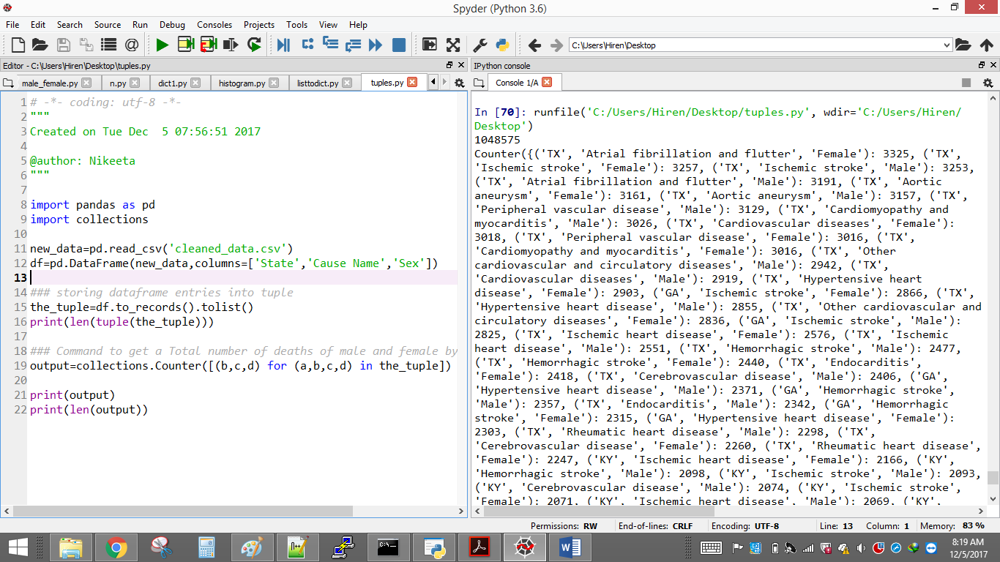 Spyder (Python 3.6)
File Edit Search Source Run Debug Consoles Projects Tools View Help
C:\Users\Hiren\Desktop
Editor - C:\Users\Hiren\Desktop\tuples.py
male_female.py n.py dict1.py histogram.py listtodict.py tuples.py
1 # -*- coding: utf-8 -*-
2 """
3 Created on Tue Dec  5 07:56:51 2017
4
5 @author: Nikeeta
6 """
7
8 import pandas as pd
9 import collections
10
11 new_data=pd.read_csv('cleaned_data.csv')
12 df=pd.DataFrame(new_data,columns=['State','Cause Name','Sex'])
13
14 ### storing dataframe entries into tuple
15 the_tuple=df.to_records().tolist()
16 print(len(tuple(the_tuple)))
17
18 ### Command to get a Total number of deaths of male and female by
19 output=collections.Counter([(b,c,d) for (a,b,c,d) in the_tuple])
20
21 print(output)
22 print(len(output))
IPython console
Console 1/A
In [70]: runfile('C:/Users/Hiren/Desktop/tuples.py', wdir='C:/Users/Hiren/
Desktop')
1048575
Counter({('TX', 'Atrial fibrillation and flutter', 'Female'): 3325, ('TX',
'Ischemic stroke', 'Female'): 3257, ('TX', 'Ischemic stroke', 'Male'): 3253,
('TX', 'Atrial fibrillation and flutter', 'Male'): 3191, ('TX', 'Aortic
aneurysm', 'Female'): 3161, ('TX', 'Aortic aneurysm', 'Male'): 3157, ('TX',
'Peripheral vascular disease', 'Male'): 3129, ('TX', 'Cardiomyopathy and
myocarditis', 'Male'): 3026, ('TX', 'Cardiovascular diseases', 'Female'):
3018, ('TX', 'Peripheral vascular disease', 'Female'): 3016, ('TX',
'Cardiomyopathy and myocarditis', 'Female'): 3016, ('TX', 'Other
cardiovascular and circulatory diseases', 'Male'): 2942, ('TX',
'Cardiovascular diseases', 'Male'): 2919, ('TX', 'Hypertensive heart
disease', 'Female'): 2903, ('GA', 'Ischemic stroke', 'Female'): 2866, ('TX',
'Hypertensive heart disease', 'Male'): 2855, ('TX', 'Other cardiovascular and
circulatory diseases', 'Female'): 2836, ('GA', 'Ischemic stroke', 'Male'):
2825, ('TX', 'Ischemic heart disease', 'Female'): 2576, ('TX', 'Ischemic
heart disease', 'Male'): 2551, ('TX', 'Hemorrhagic stroke', 'Male'): 2477,
('TX', 'Hemorrhagic stroke', 'Female'): 2440, ('TX', 'Endocarditis',
'Female'): 2418, ('TX', 'Cerebrovascular disease', 'Male'): 2406, ('GA',
'Hypertensive heart disease', 'Male'): 2371, ('GA', 'Hemorrhagic stroke',
'Male'): 2357, ('TX', 'Endocarditis', 'Male'): 2342, ('GA', 'Hemorrhagic
stroke', 'Female'): 2315, ('GA', 'Hypertensive heart disease', 'Female'):
2303, ('TX', 'Rheumatic heart disease', 'Male'): 2298, ('TX',
'Cerebrovascular disease', 'Female'): 2260, ('TX', 'Rheumatic heart disease',
'Female'): 2247, ('KY', 'Ischemic heart disease', 'Female'): 2166, ('KY',
'Hemorrhagic stroke', 'Male'): 2098, ('KY', 'Ischemic stroke', 'Male'): 2093,
('KY', 'Cerebrovascular disease', 'Male'): 2074, ('KY', 'Ischemic stroke',
'Female'): 2071, ('KY', 'Ischemic heart disease', 'Male'): 2069, ('KY',
Permissions: RW End-of-lines: CRLF Encoding: UTF-8 Line: 13 Column: 1 Memory: 83 %
8:19 AM
12/5/2017